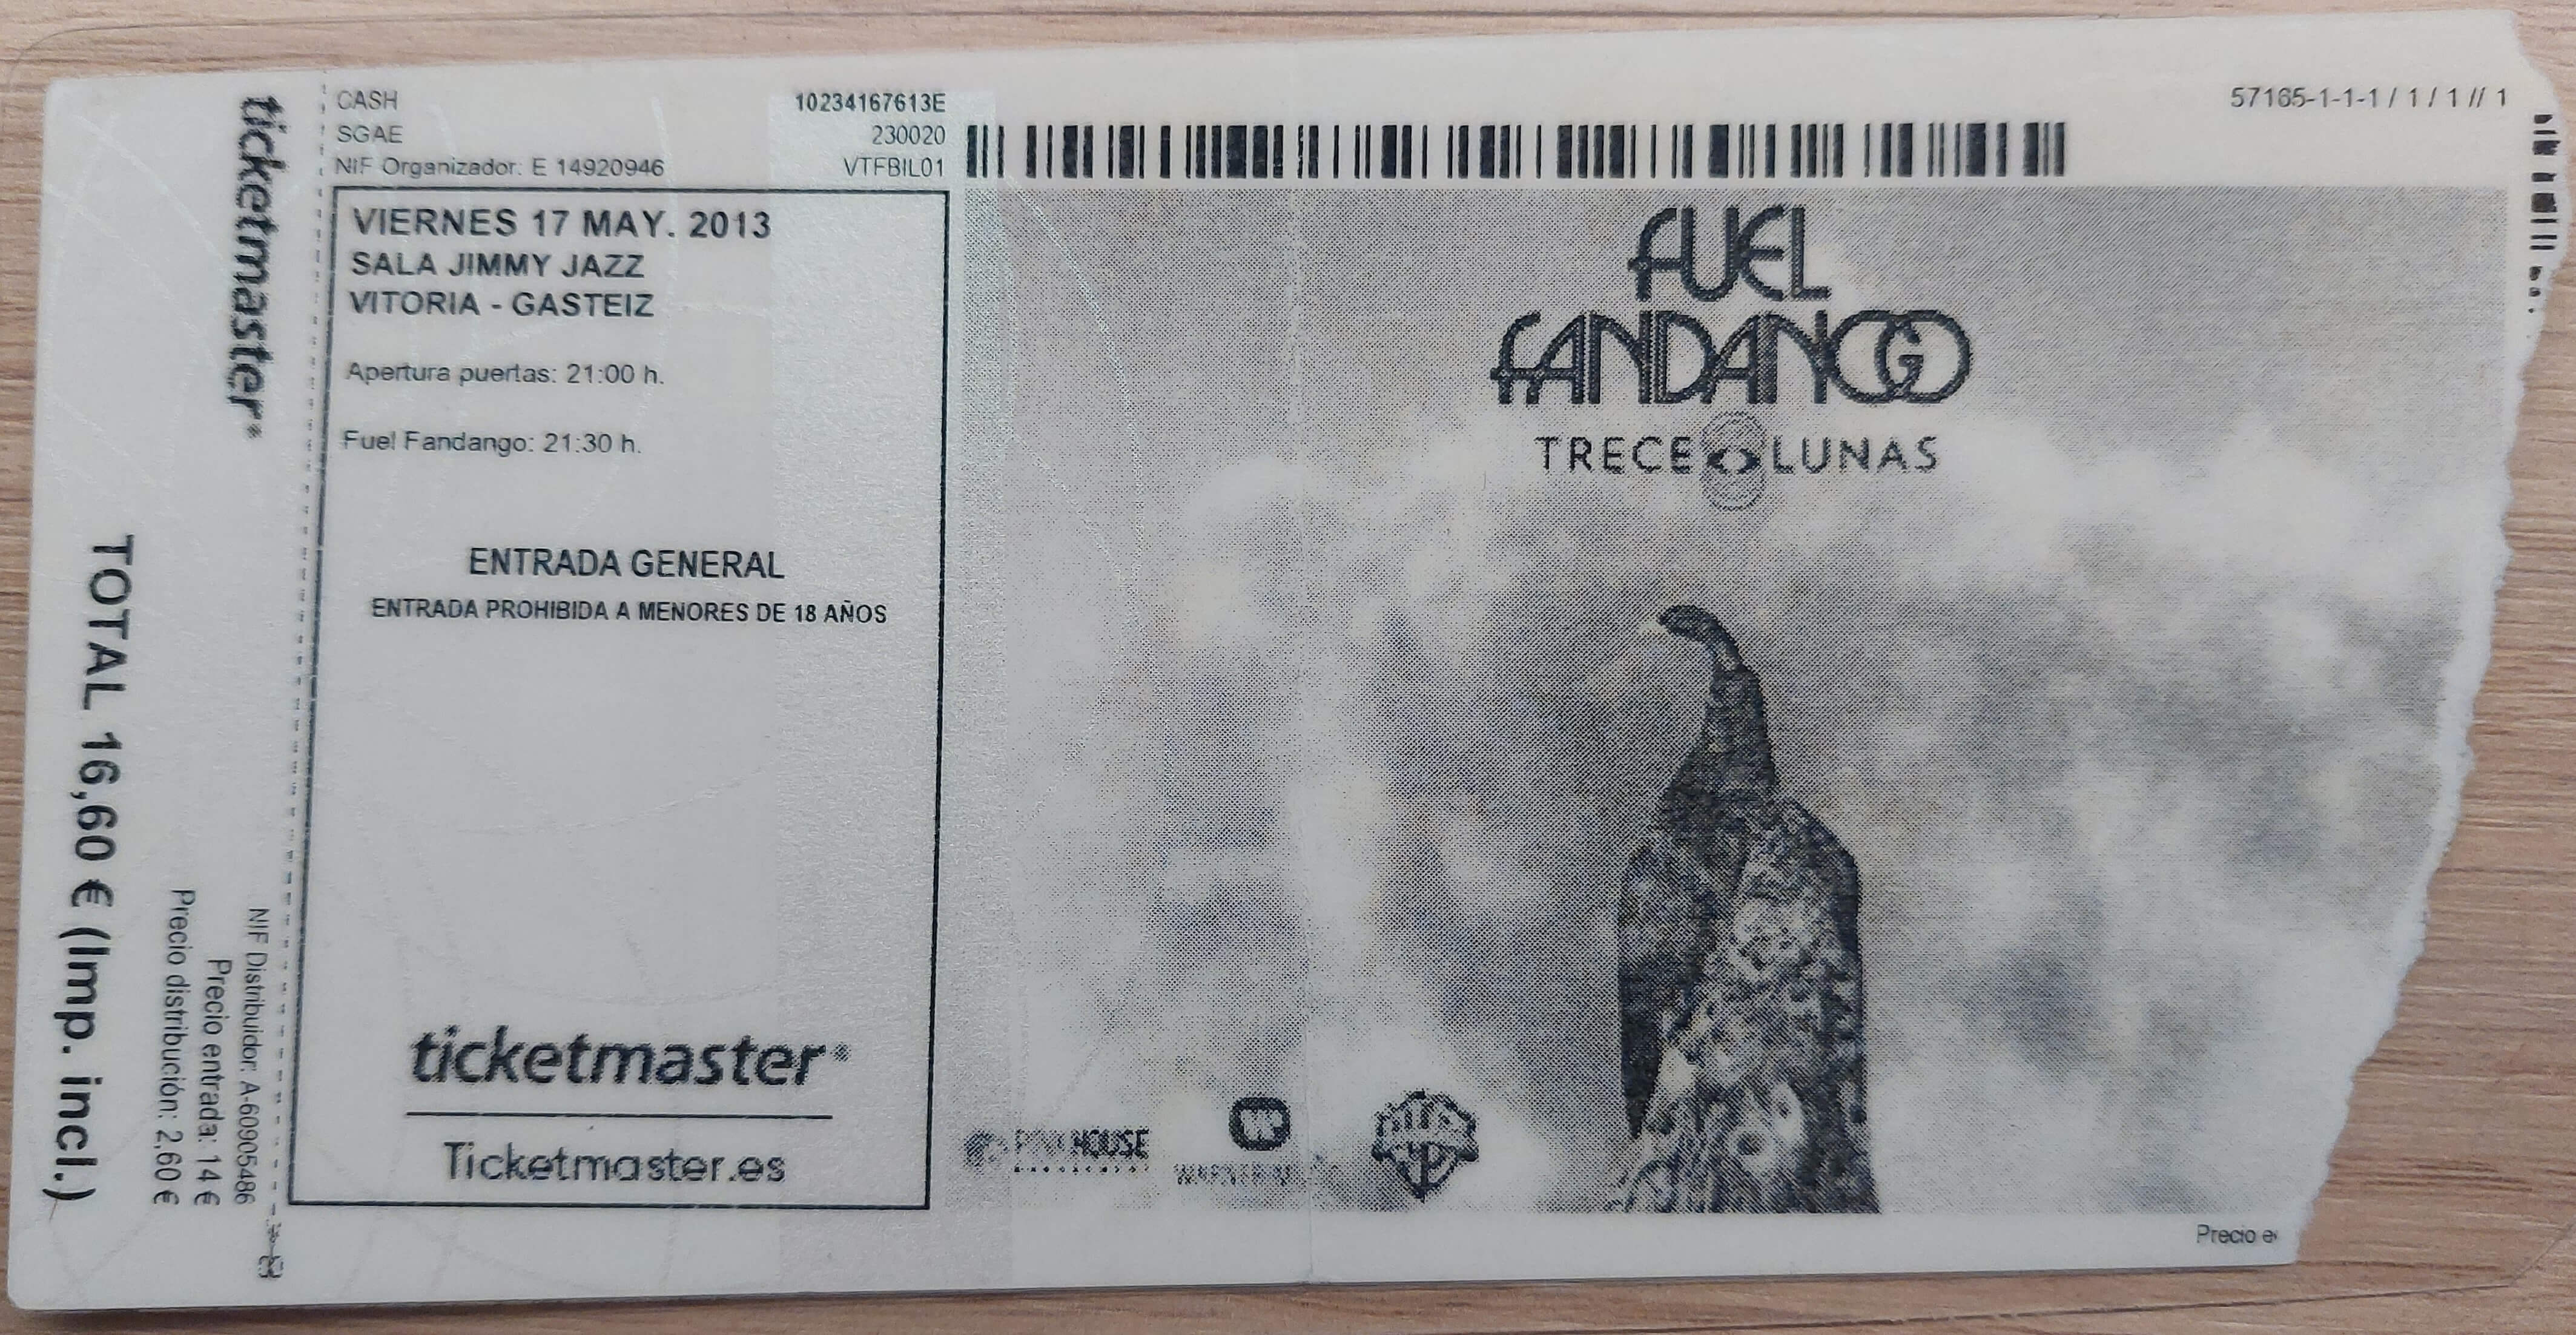 ticketmaster®
TOTAL 16,60 € (Imp. incl.)
NIF Distribuidor: A-60905486
Precio entrada: 14 €
Precio distribución: 2,60 €
CASH
SGAE
NIF Organizador: E 14920946
10234167613E
230020
VTFBIL01
VIERNES 17 MAY. 2013
SALA JIMMY JAZZ
VITORIA - GASTEIZ
Apertura puertas: 21:00 h.
Fuel Fandango: 21:30 h.
ENTRADA GENERAL
ENTRADA PROHIBIDA A MENORES DE 18 AÑOS
ticketmaster®
Ticketmaster.es
57165-1-1-1 / 1 / 1 // 1
FUEL
FANDANGO
TRECE LUNAS
HOUSE
Precio